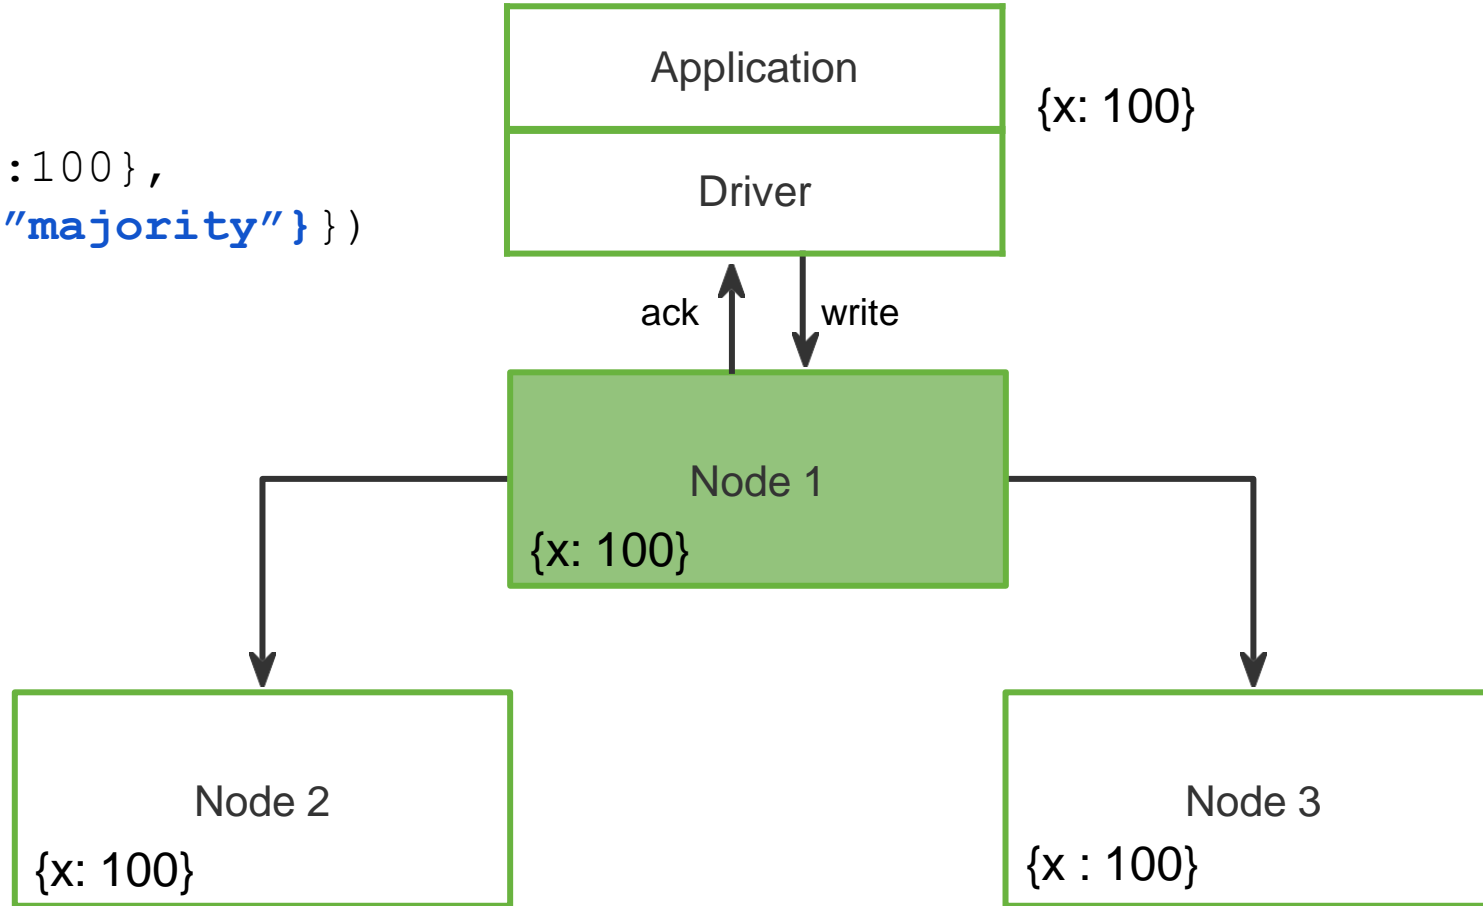 Application
{x: 100}
:100},
Driver
"majority"}})
ack
write
Node 1
{x: 100}
Node 2
Node 3
{x: 100}
{x : 100}